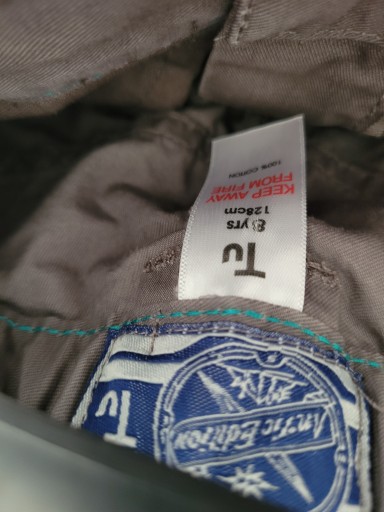 Tu
8 yrs
128cm
KEEP AWAY
FROM FIRE
100% COTTON
Tu
Arctic Edition